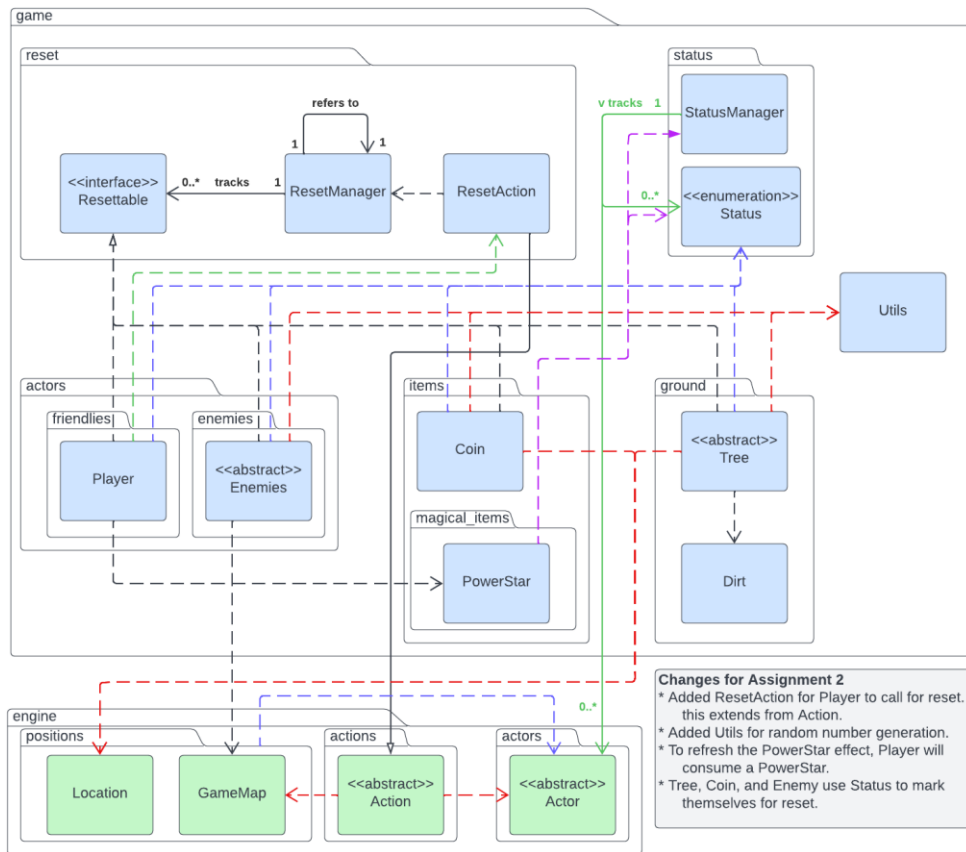 game
reset
status
refers to
v tracks 1
StatusManager
1
1
<<interface>>
Resettable
0..* tracks 1
ResetManager
ResetAction
0..*
<<enumeration>>
Status
Utils
actors
items
ground
friendlies
enemies
Player
<<abstract>>
Enemies
Coin
<<abstract>>
Tree
magical_items
PowerStar
Dirt
Changes for Assignment 2
* Added ResetAction for Player to call for reset.
this extends from Action.
* Added Utils for random number generation.
* To refresh the PowerStar effect, Player will
consume a PowerStar.
* Tree, Coin, and Enemy use Status to mark
themselves for reset.
0..*
engine
positions
actions
actors
Location
GameMap
<<abstract>>
Action
<<abstract>>
Actor